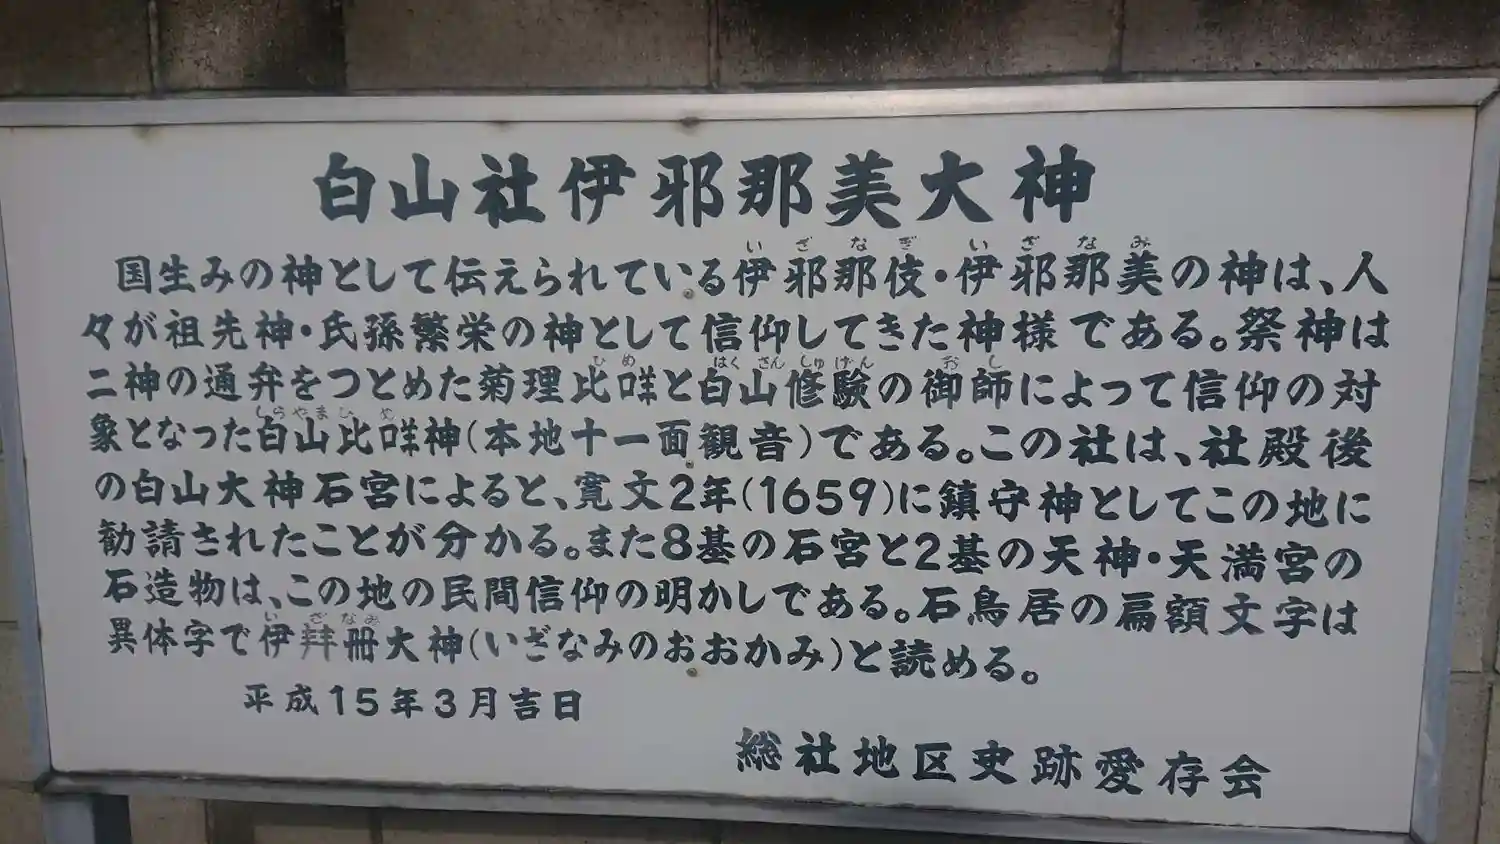 白山社伊邪那美大神
国生みの神として伝えられている伊邪那伎・伊邪那美の神は、人
々が祖先神・氏孫繁栄の神として信仰してきた神様である。祭神は
二神の通弁をつとめた菊理比咩と白山修験の御師によって信仰の対
象となった白山比咩神(本地十一面観音)である。この社は、社殿後
の白山大神石宮によると、寛文2年(1659)に鎮守神としてこの地に
勧請されたことが分かる。また8基の石宮と2基の天神・天満宮の
石造物は、この地の民間信仰の明かしである。石鳥居の扁額文字は
異体字で伊弉冊大神(いざなみのおおかみ)と読める。
平成15年3月吉日
総社地区史跡愛存会